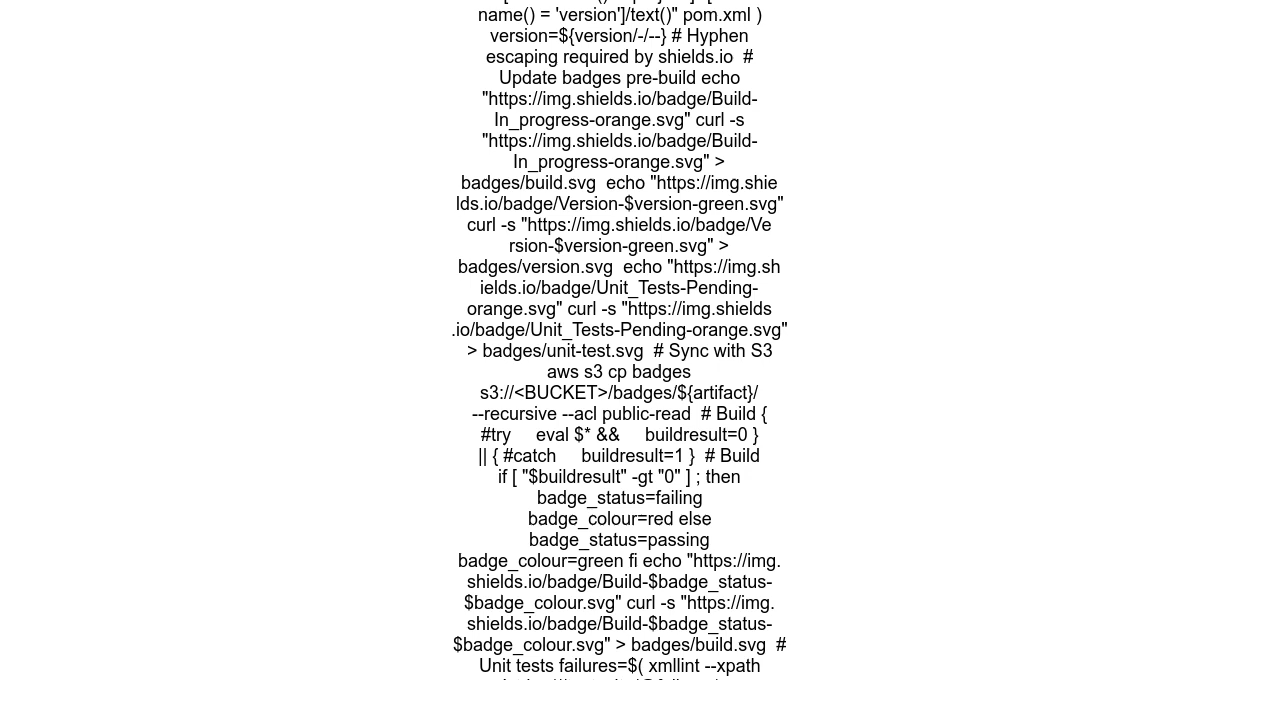 name() = 'version']/text()" pom.xml )
version=${version/-/--} # Hyphen
escaping required by shields.io  #
Update badges pre-build echo
"https://img.shields.io/badge/Build-
In_progress-orange.svg" curl -s
"https://img.shields.io/badge/Build-
In_progress-orange.svg" >
badges/build.svg  echo "https://img.shie
lds.io/badge/Version-$version-green.svg"
curl -s "https://img.shields.io/badge/Ve
rsion-$version-green.svg" >
badges/version.svg  echo "https://img.sh
ields.io/badge/Unit_Tests-Pending-
orange.svg" curl -s "https://img.shields
.io/badge/Unit_Tests-Pending-orange.svg"
> badges/unit-test.svg  # Sync with S3
aws s3 cp badges
s3://<BUCKET>/badges/${artifact}/
--recursive --acl public-read  # Build {
#try     eval $* &&     buildresult=0 }
|| { #catch     buildresult=1 }  # Build
if [ "$buildresult" -gt "0" ] ; then
badge_status=failing
badge_colour=red else
badge_status=passing
badge_colour=green fi echo "https://img.
shields.io/badge/Build-$badge_status-
$badge_colour.svg" curl -s "https://img.
shields.io/badge/Build-$badge_status-
$badge_colour.svg" > badges/build.svg  #
Unit tests failures=$( xmllint --xpath